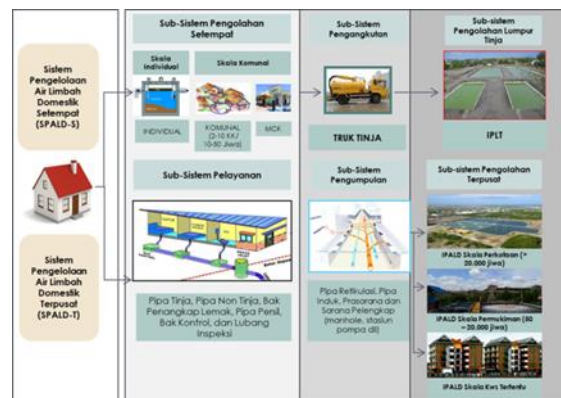 Sistem
Pengelolaan
Air Limbah
Domestik
Setempat
(SPALD-S)
Sistem
Pengelolaan
Air Limbah
Domestik
Terpusat
(SPALD-T)
Sub-Sistem Pengolahan
Setempat
Skala
Individual
Skala Komunal
INDIVIDUAL
KOMUNAL
(2-10 KK/
10-50 Jiwa)
MCK
Sub-Sistem
Pengangkutan
TRUK TINJA
Sub-sistem
Pengolahan Lumpur
Tinja
IPLT
Sub-Sistem Pelayanan
Pipa Tinja, Pipa Non Tinja, Bak
Penangkap Lemak, Pipa Persil,
Bak Kontrol, dan Lubang
Inspeksi
Sub-Sistem
Pengumpulan
Pipa Retikulasi, Pipa
Induk, Prasarana dan
Sarana Pelengkap
(manhole, stasiun
pompa dll)
Sub-sistem Pengolahan
Terpusat
IPALD Skala Perkotaan (>
20.000 jiwa)
IPALD Skala Permukiman (50
– 20.000 jiwa)
IPALD Skala Kws Tertentu